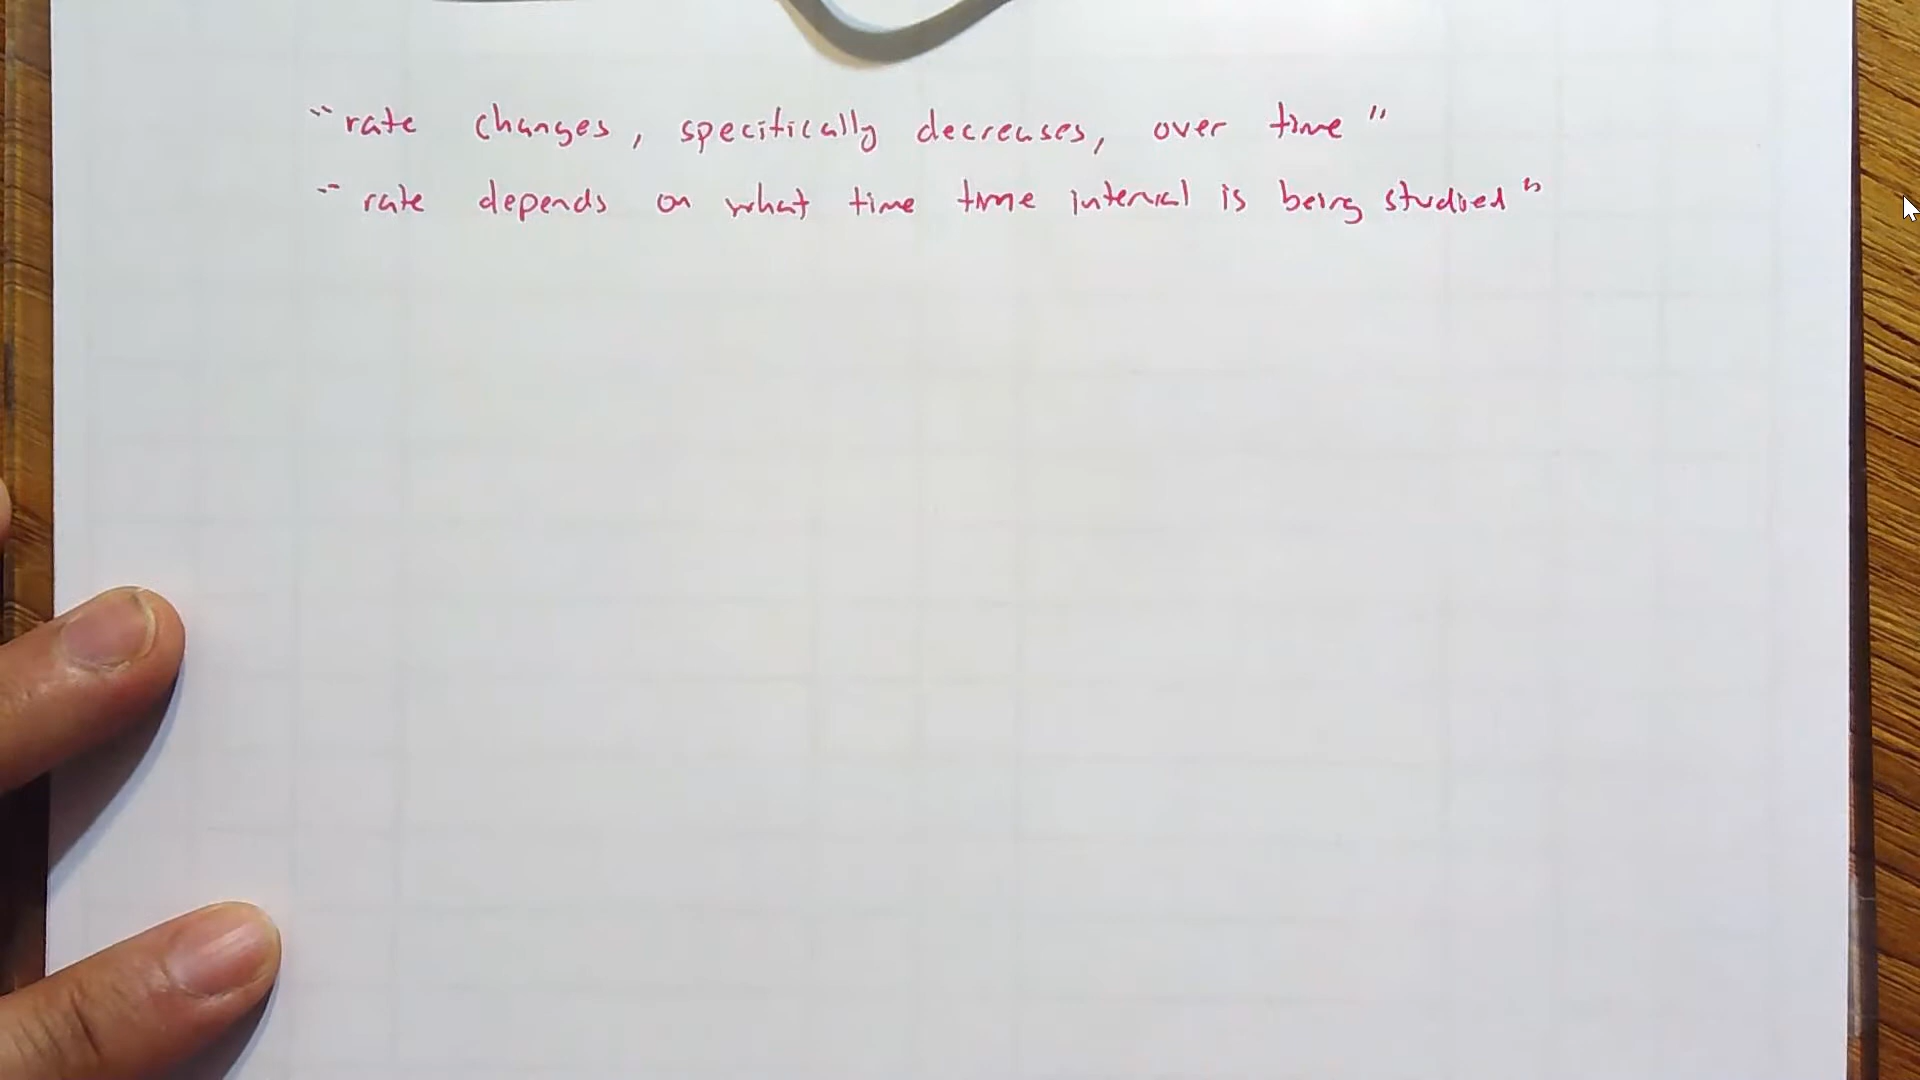 "rate changes, specifically decreases, over time"
"rate depends on what time time interval is being studied"